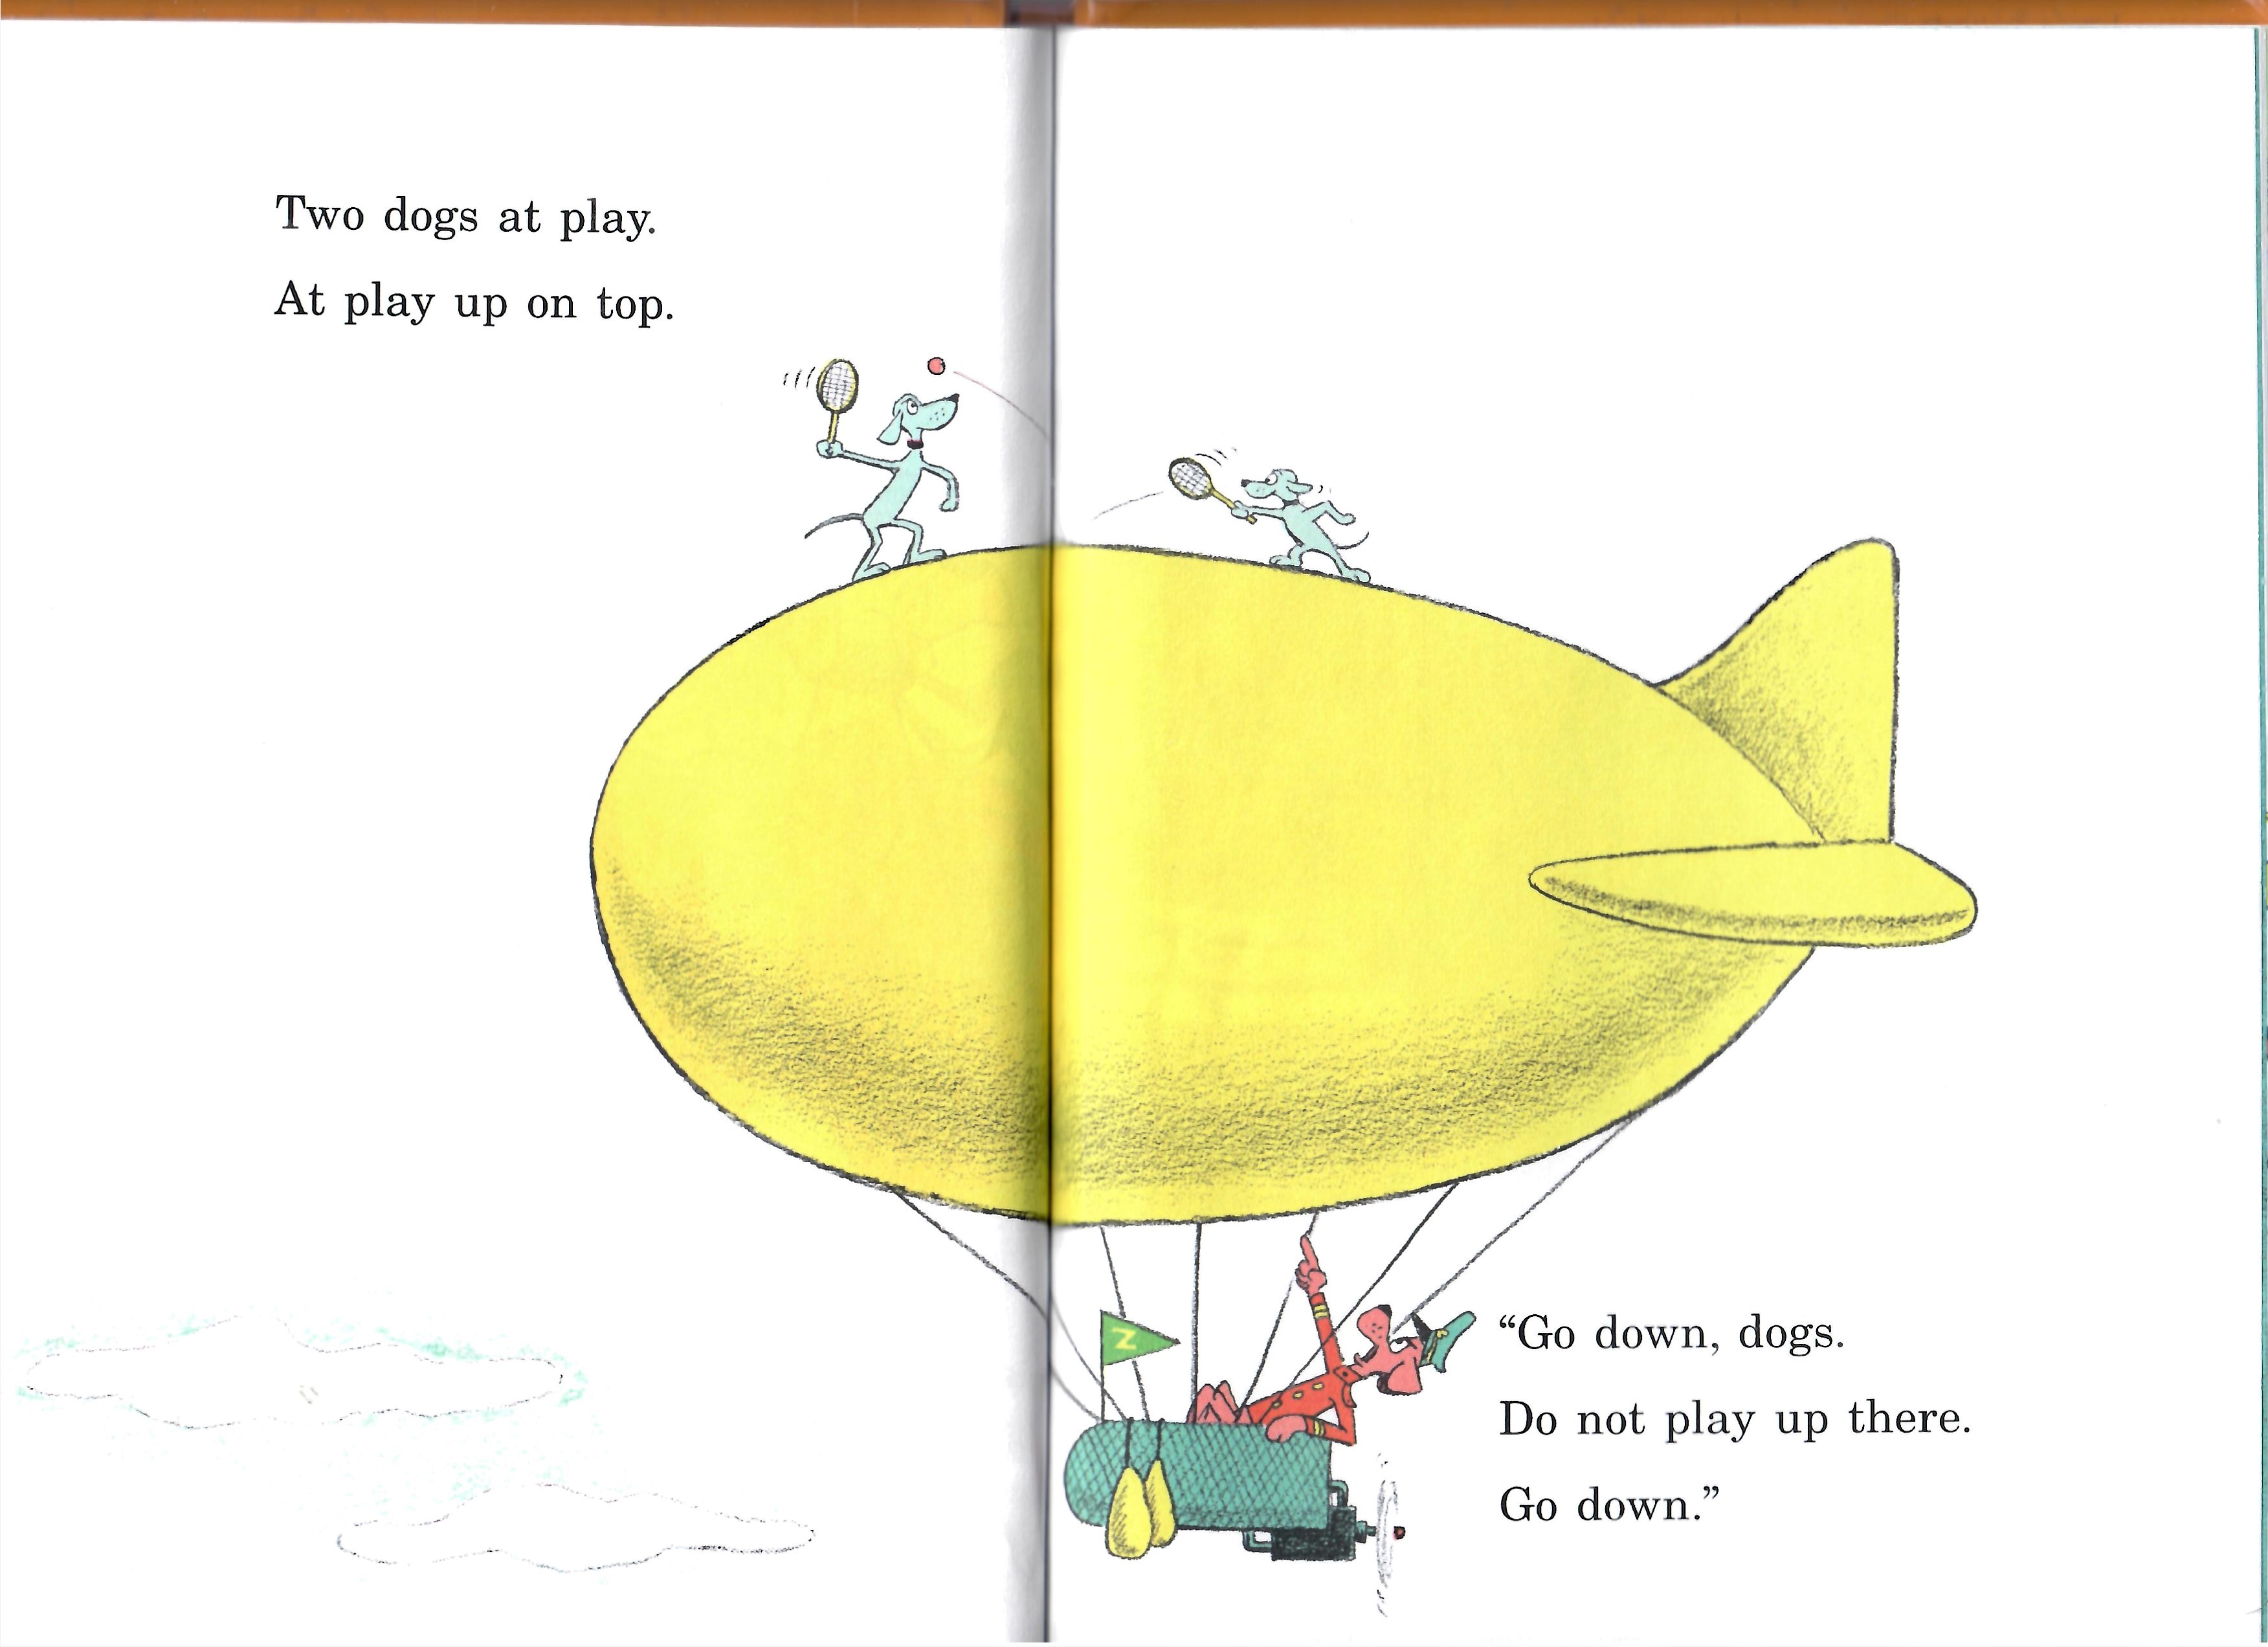 Two dogs at play.
At play up on top.
Z
“Go down, dogs.
Do not play up there.
Go down.”